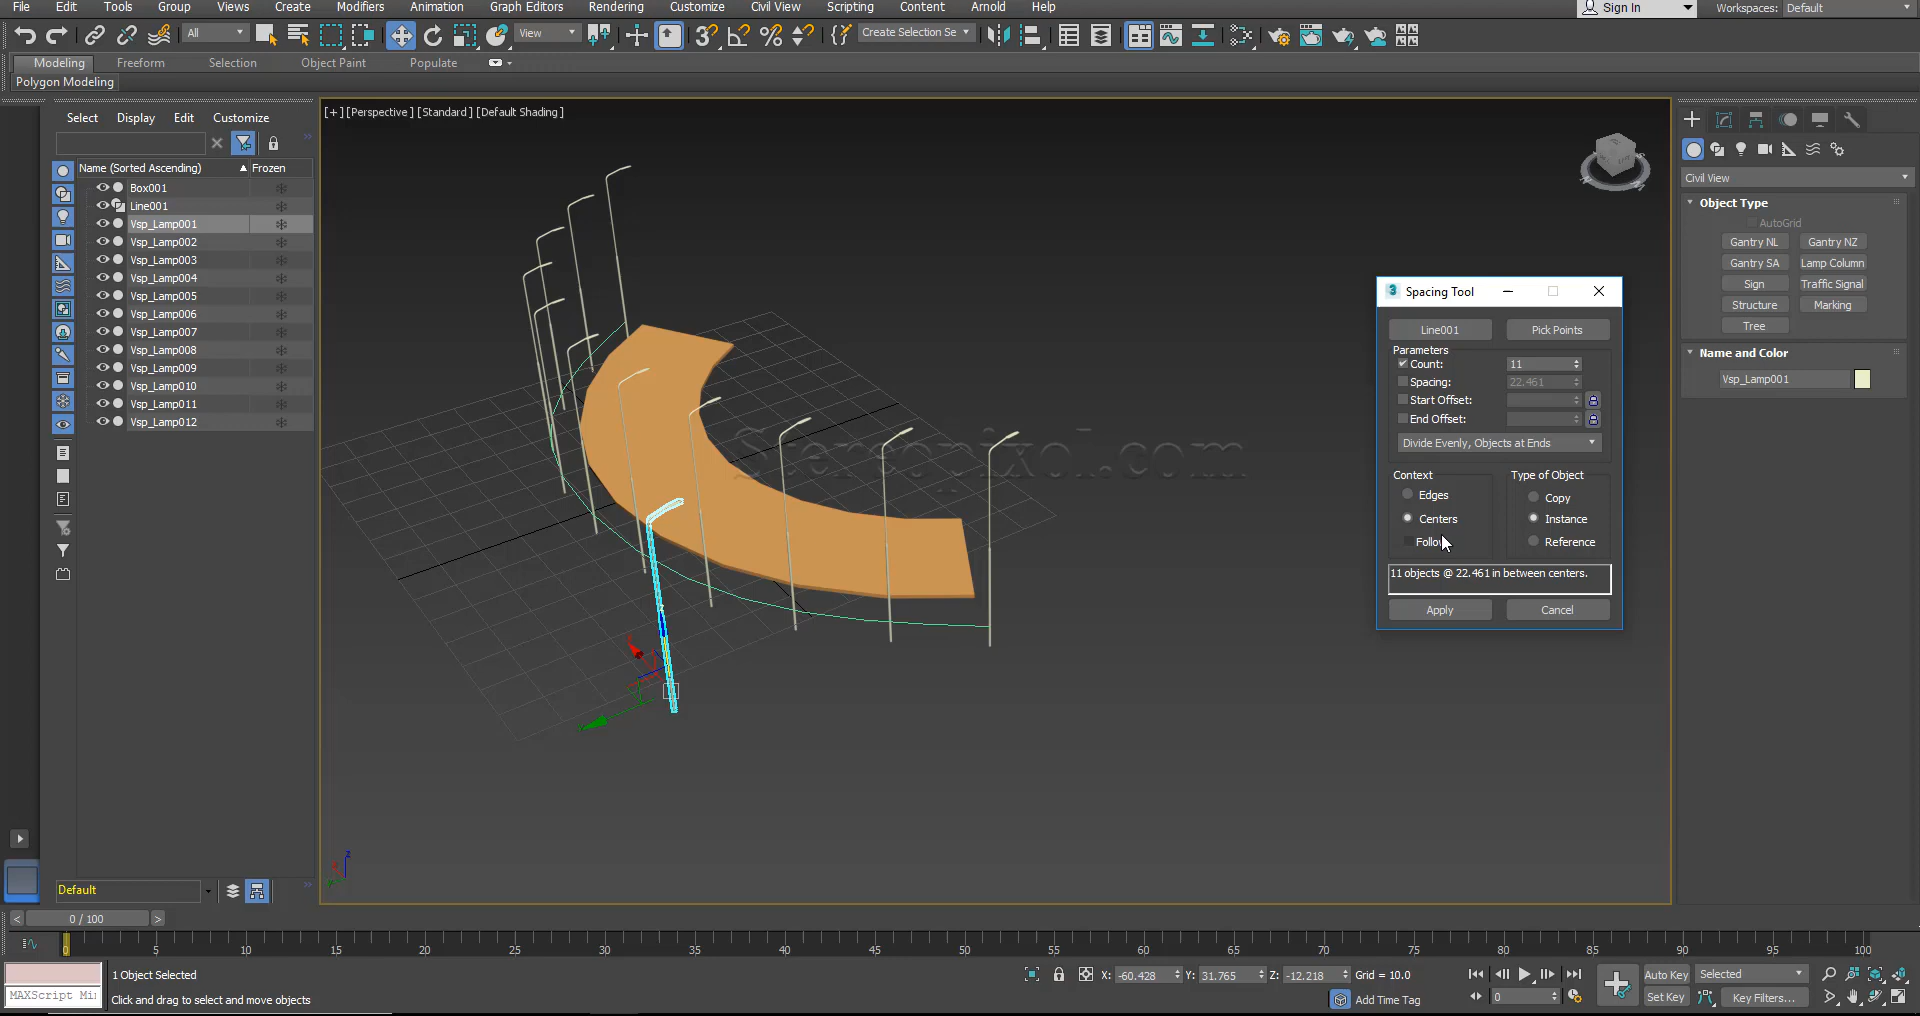 File Edit Tools Group Views Create Modifiers Animation Graph Editors Rendering Customize Civil View Scripting Content Arnold Help
Sign In
Workspaces: Default
All
View
Create Selection Se
Modeling Freeform Selection Object Paint Populate
Polygon Modeling
Select Display Edit Customize
Name (Sorted Ascending) Frozen
Box001
Line001
Vsp_Lamp001
Vsp_Lamp002
Vsp_Lamp003
Vsp_Lamp004
Vsp_Lamp005
Vsp_Lamp006
Vsp_Lamp007
Vsp_Lamp008
Vsp_Lamp009
Vsp_Lamp010
Vsp_Lamp011
Vsp_Lamp012
Default
[+] [Perspective] [Standard] [Default Shading]
Stereopixol.com
Spacing Tool
Line001 Pick Points
Parameters
Count: 11
Spacing: 22.461
Start Offset:
End Offset:
Divide Evenly, Objects at Ends
Context
Edges
Centers
Follow
Type of Object
Copy
Instance
Reference
11 objects @ 22.461 in between centers.
Apply Cancel
Civil View
Object Type
AutoGrid
Gantry NL Gantry NZ
Gantry SA Lamp Column
Sign Traffic Signal
Structure Marking
Tree
Name and Color
Vsp_Lamp001
< 0 / 100 >
0 5 10 15 20 25 30 35 40 45 50 55 60 65 70 75 80 85 90 95 100
MAXScript Mi
1 Object Selected
Click and drag to select and move objects
X: -60.428 Y: 31.765 Z: -12.218 Grid = 10.0
Add Time Tag
0
Auto Key Selected
Set Key Key Filters...